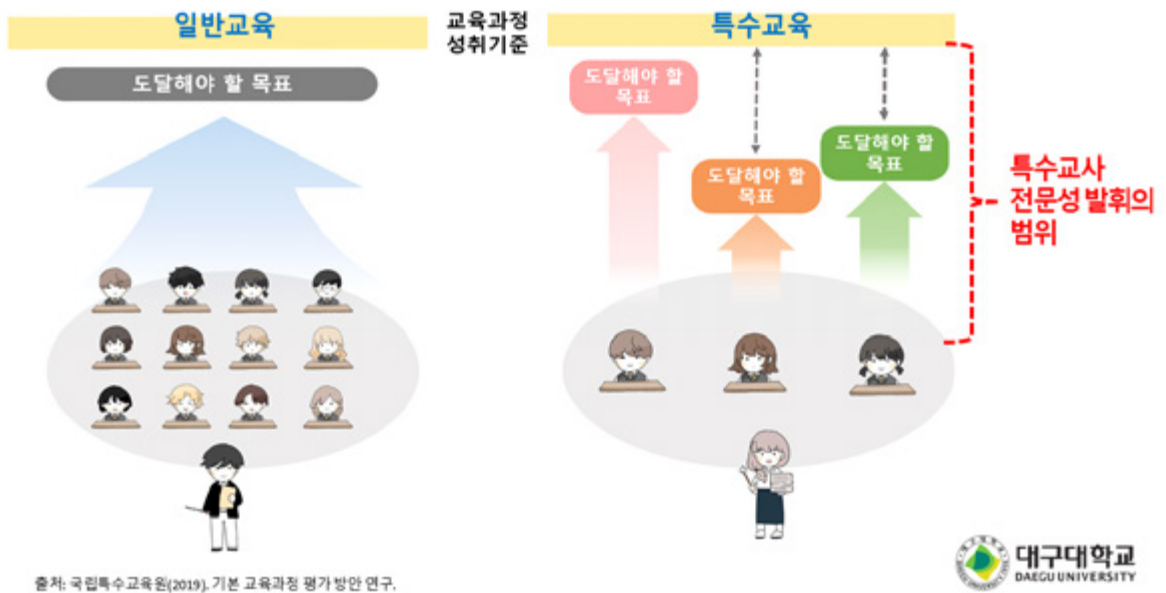 일반교육
교육과정
성취기준
특수교육
도달해야 할 목표
도달해야 할
목표
도달해야 할
목표
도달해야 할
목표
특수교사
전문성 발휘의
범위
출처: 국립특수교육원(2019). 기본 교육과정 평가 방안 연구.
대구대학교
DAEGU UNIVERSITY